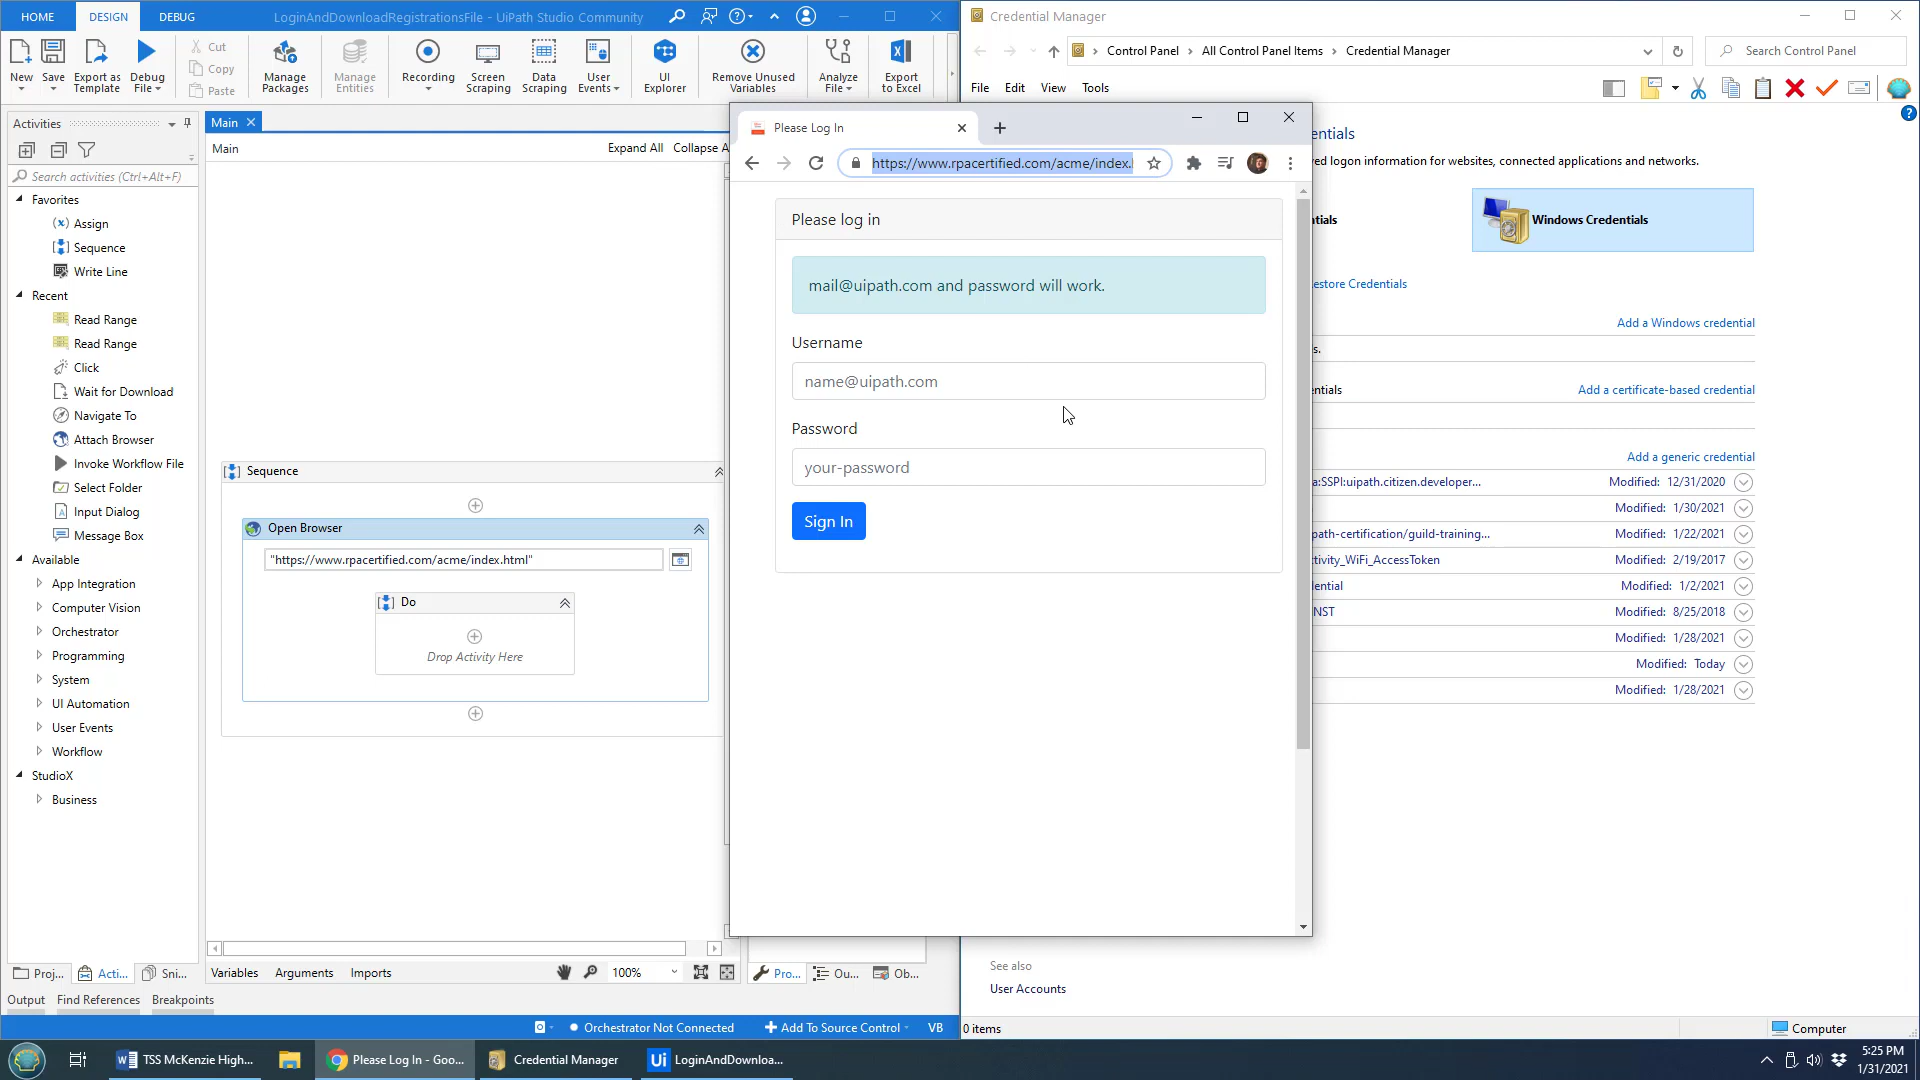 HOME
DESIGN
DEBUG
LoginAndDownloadRegistrationsFile - UiPath Studio Community
New
Save
Export as Template
Debug File
Cut
Copy
Paste
Manage Packages
Manage Entities
Recording
Screen Scraping
Data Scraping
User Events
UI Explorer
Remove Unused Variables
Analyze File
Export to Excel
Activities
Search activities (Ctrl+Alt+F)
Favorites
Assign
Sequence
Write Line
Recent
Read Range
Read Range
Click
Wait for Download
Navigate To
Attach Browser
Invoke Workflow File
Select Folder
Input Dialog
Message Box
Available
App Integration
Computer Vision
Orchestrator
Programming
System
UI Automation
User Events
Workflow
StudioX
Business
Proj...
Acti...
Sni...
Main
Main
Expand All
Collapse A
Sequence
Open Browser
"https://www.rpacertified.com/acme/index.html"
Do
Drop Activity Here
Variables
Arguments
Imports
100%
Pro...
Ou...
Ob...
Output
Find References
Breakpoints
Orchestrator Not Connected
Add To Source Control
VB
Please Log In
https://www.rpacertified.com/acme/index.
Please log in
mail@uipath.com and password will work.
Username
name@uipath.com
Password
your-password
Sign In
Credential Manager
Control Panel
All Control Panel Items
Credential Manager
Search Control Panel
File
Edit
View
Tools
entials
ed logon information for websites, connected applications and networks.
ntials
Windows Credentials
estore Credentials
Add a Windows credential
s.
entials
Add a certificate-based credential
Add a generic credential
a:SSPI:uipath.citizen.developer...
Modified: 12/31/2020
Modified: 1/30/2021
path-certification/guild-training...
Modified: 1/22/2021
tivity_WiFi_AccessToken
Modified: 2/19/2017
dential
Modified: 1/2/2021
NST
Modified: 8/25/2018
Modified: 1/28/2021
Modified: Today
Modified: 1/28/2021
See also
User Accounts
0 items
Computer
TSS McKenzie High...
Please Log In - Goo...
Credential Manager
Ui
LoginAndDownloa...
5:25 PM
1/31/2021